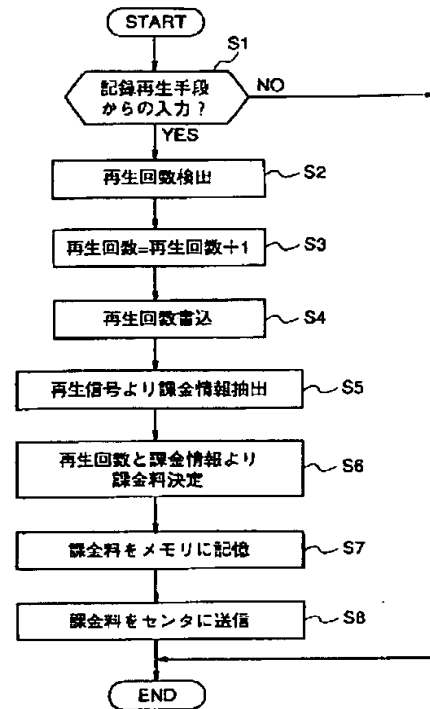 START
S1
記録再生手段
からの入力？
NO
YES
再生回数検出
S2
再生回数=再生回数＋1
S3
再生回数書込
S4
再生信号より課金情報抽出
S5
再生回数と課金情報より
課金料決定
S6
課金料をメモリに記憶
S7
課金料をセンタに送信
S8
END